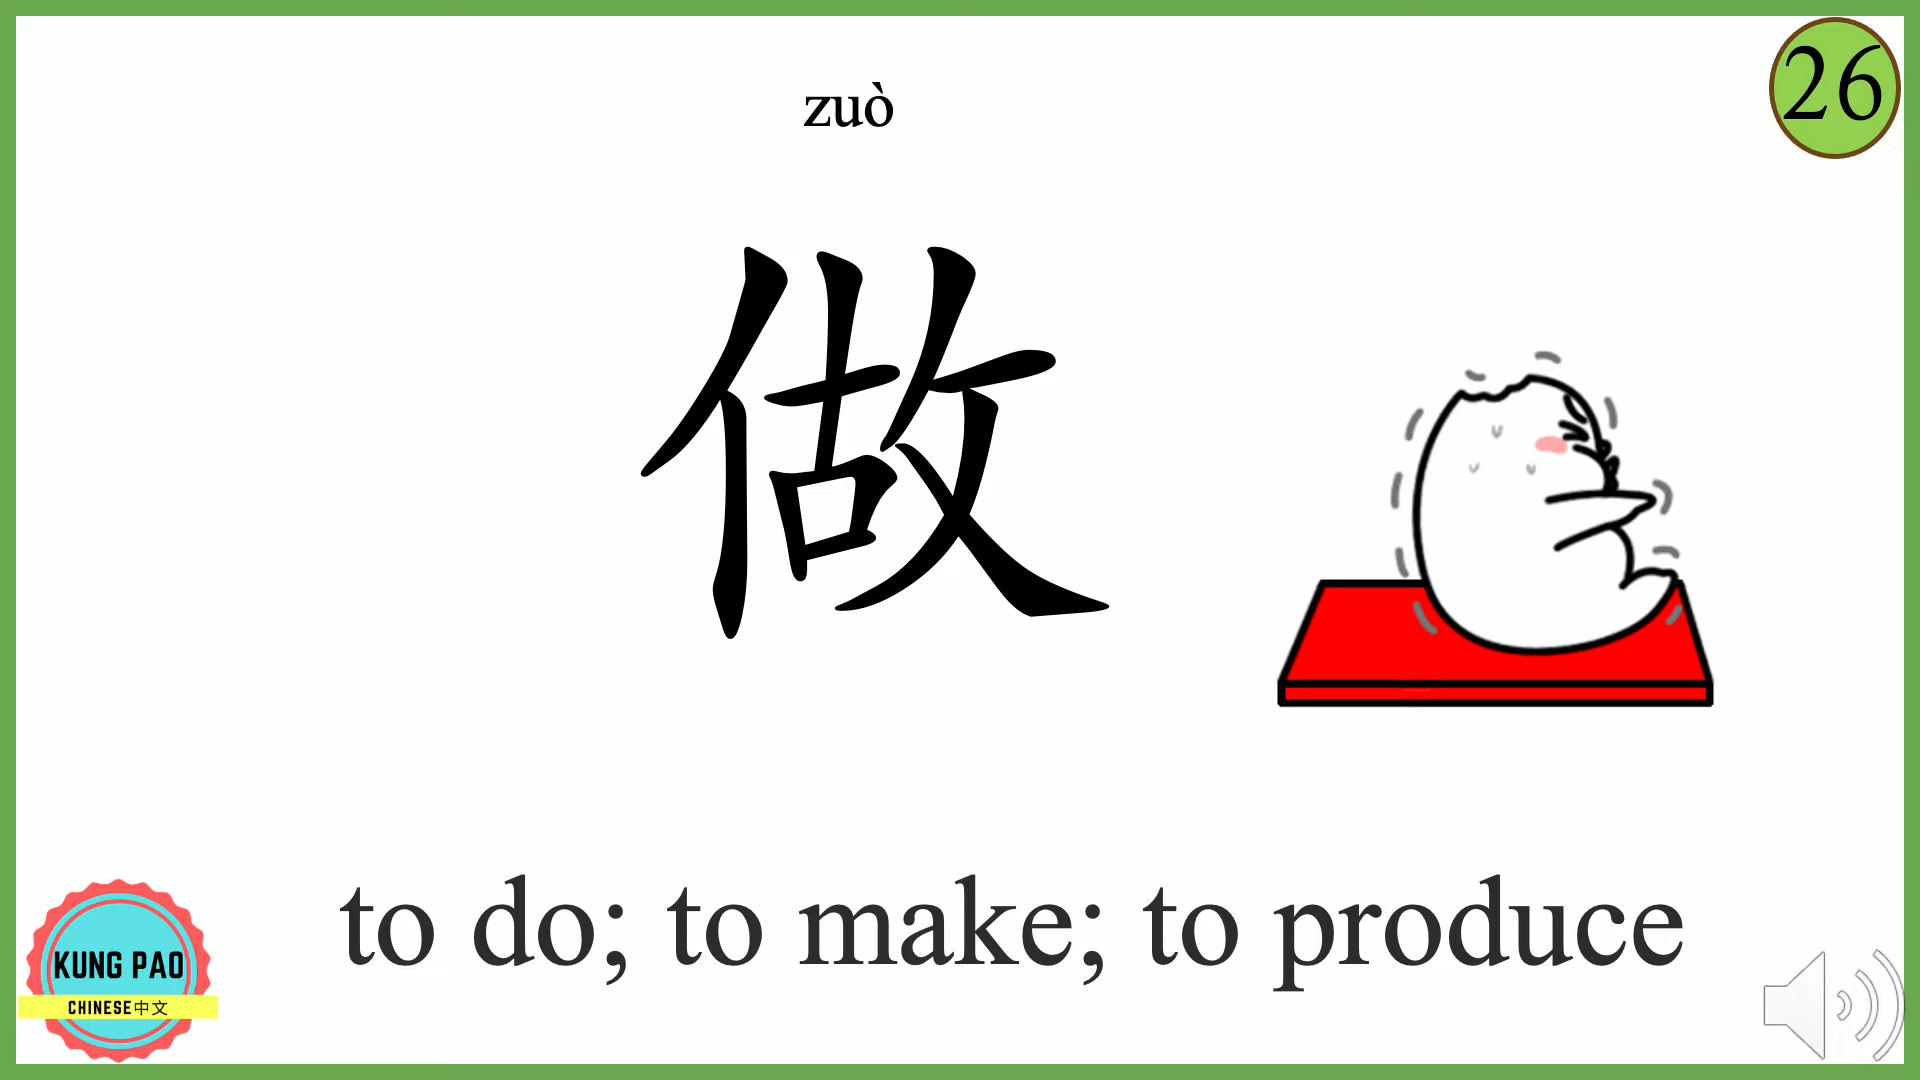 26
zuò
做
to do; to make; to produce
KUNG PAO
CHINESE中文